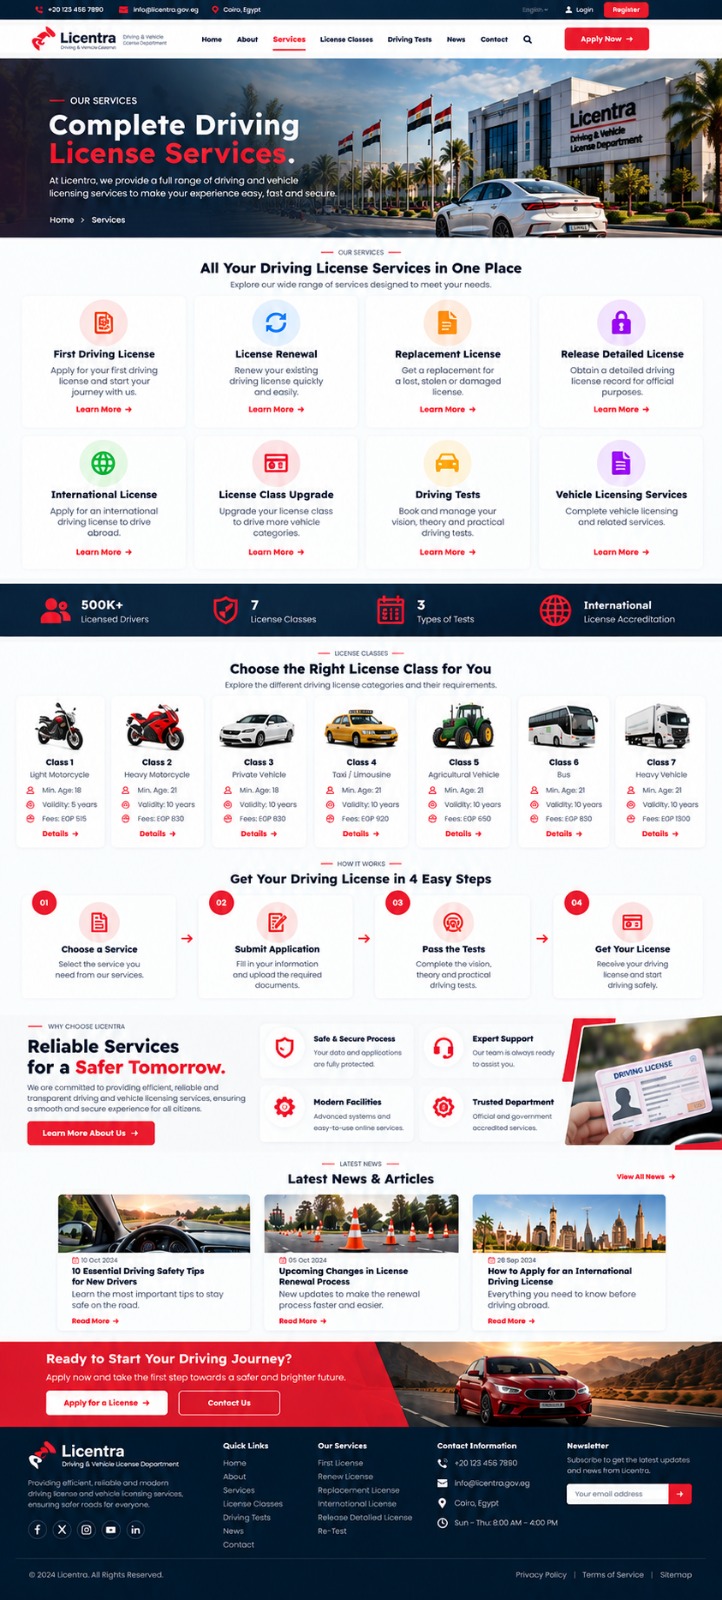 +20 123 456 7890
info@licentra.gov.eg
Cairo, Egypt
English
Login
Register
Licentra
Driving & Vehicle License Department
Driving & Vehicle
License Department
Home
About
Services
License Classes
Driving Tests
News
Contact
Apply Now →
OUR SERVICES
Complete Driving
License Services.
At Licentra, we provide a full range of driving and vehicle
licensing services to make your experience easy, fast and secure.
Home > Services
Licentra
Driving & Vehicle
License Department
OUR SERVICES
All Your Driving License Services in One Place
Explore our wide range of services designed to meet your needs.
First Driving License
Apply for your first driving
license and start your
journey with us.
Learn More →
License Renewal
Renew your existing
driving license quickly
and easily.
Learn More →
Replacement License
Get a replacement for
a lost, stolen or damaged
license.
Learn More →
Release Detailed License
Obtain a detailed driving
license record for official
purposes.
Learn More →
International License
Apply for an international
driving license to drive
abroad.
Learn More →
License Class Upgrade
Upgrade your license class
to drive more vehicle
categories.
Learn More →
Driving Tests
Book and manage your
vision, theory and practical
driving tests.
Learn More →
Vehicle Licensing Services
Complete vehicle licensing
and related services.
Learn More →
500K+
Licensed Drivers
7
License Classes
3
Types of Tests
International
License Accreditation
LICENSE CLASSES
Choose the Right License Class for You
Explore the different driving license categories and their requirements.
Class 1
Light Motorcycle
Min. Age: 18
Validity: 5 years
Fees: EGP 515
Details →
Class 2
Heavy Motorcycle
Min. Age: 21
Validity: 10 years
Fees: EGP 830
Details →
Class 3
Private Vehicle
Min. Age: 18
Validity: 10 years
Fees: EGP 830
Details →
Class 4
Taxi / Limousine
Min. Age: 21
Validity: 10 years
Fees: EGP 920
Details →
Class 5
Agricultural Vehicle
Min. Age: 21
Validity: 10 years
Fees: EGP 650
Details →
Class 6
Bus
Min. Age: 21
Validity: 10 years
Fees: EGP 850
Details →
Class 7
Heavy Vehicle
Min. Age: 21
Validity: 10 years
Fees: EGP 1300
Details →
HOW IT WORKS
Get Your Driving License in 4 Easy Steps
01
Choose a Service
Select the service you
need from our services.
02
Submit Application
Fill in your information
and upload the required
documents.
03
Pass the Tests
Complete the vision,
theory and practical
driving tests.
04
Get Your License
Receive your driving
license and start
driving safely.
WHY CHOOSE LICENTRA
Reliable Services
for a Safer Tomorrow.
We are committed to providing efficient, reliable and
transparent driving and vehicle licensing services, ensuring
a smooth and secure experience for all citizens.
Learn More About Us →
Safe & Secure Process
Your data and applications
are fully protected.
Expert Support
Our team is always ready
to assist you.
Modern Facilities
Advanced systems and
easy-to-use online services.
Trusted Department
Official and government
accredited services.
DRIVING LICENSE
LATEST NEWS
Latest News & Articles
View All News →
10 Oct 2024
10 Essential Driving Safety Tips
for New Drivers
Learn the most important tips to stay
safe on the road.
Read More →
05 Oct 2024
Upcoming Changes in License
Renewal Process
New updates to make the renewal
process faster and easier.
Read More →
28 Sep 2024
How to Apply for an International
Driving License
Everything you need to know before
driving abroad.
Read More →
Ready to Start Your Driving Journey?
Apply now and take the first step towards a safer and brighter future.
Apply for a License →
Contact Us
Licentra
Driving & Vehicle License Department
Providing efficient, reliable and modern
driving license and vehicle licensing services,
ensuring safer roads for everyone.
Quick Links
Home
About
Services
License Classes
Driving Tests
News
Contact
Our Services
First License
Renew License
Replacement License
International License
Release Detailed License
Re-Test
Contact Information
+20 123 456 7890
info@licentra.gov.eg
Cairo, Egypt
Sun – Thu: 8:00 AM – 4:00 PM
Newsletter
Subscribe to get the latest updates
and news from Licentra.
Your email address
© 2024 Licentra. All Rights Reserved.
Privacy Policy | Terms of Service | Sitemap